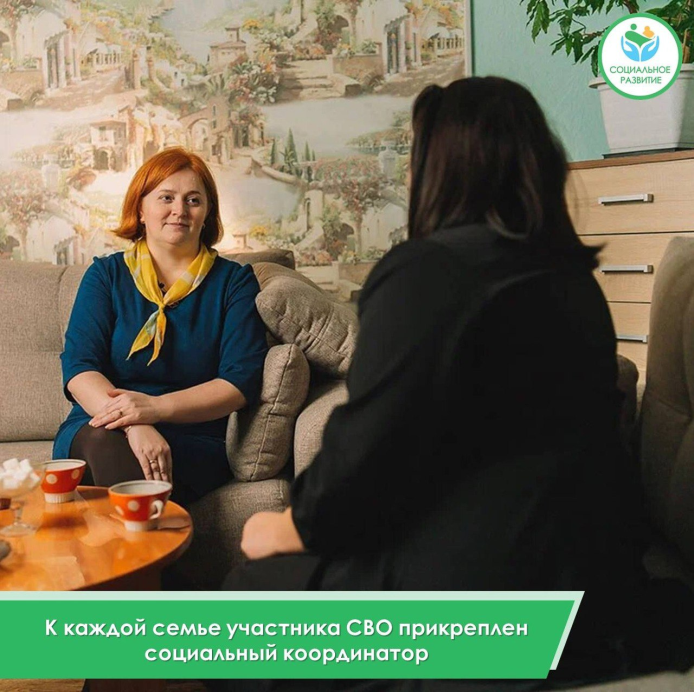 СОЦИАЛЬНОЕ
РАЗВИТИЕ
К каждой семье участника СВО прикреплен
социальный координатор